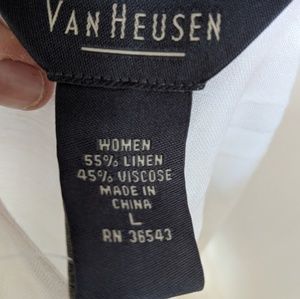 VAN HEUSEN
WOMEN
55% LINEN
45% VISCOSE
MADE IN
CHINA
L
RN 36543